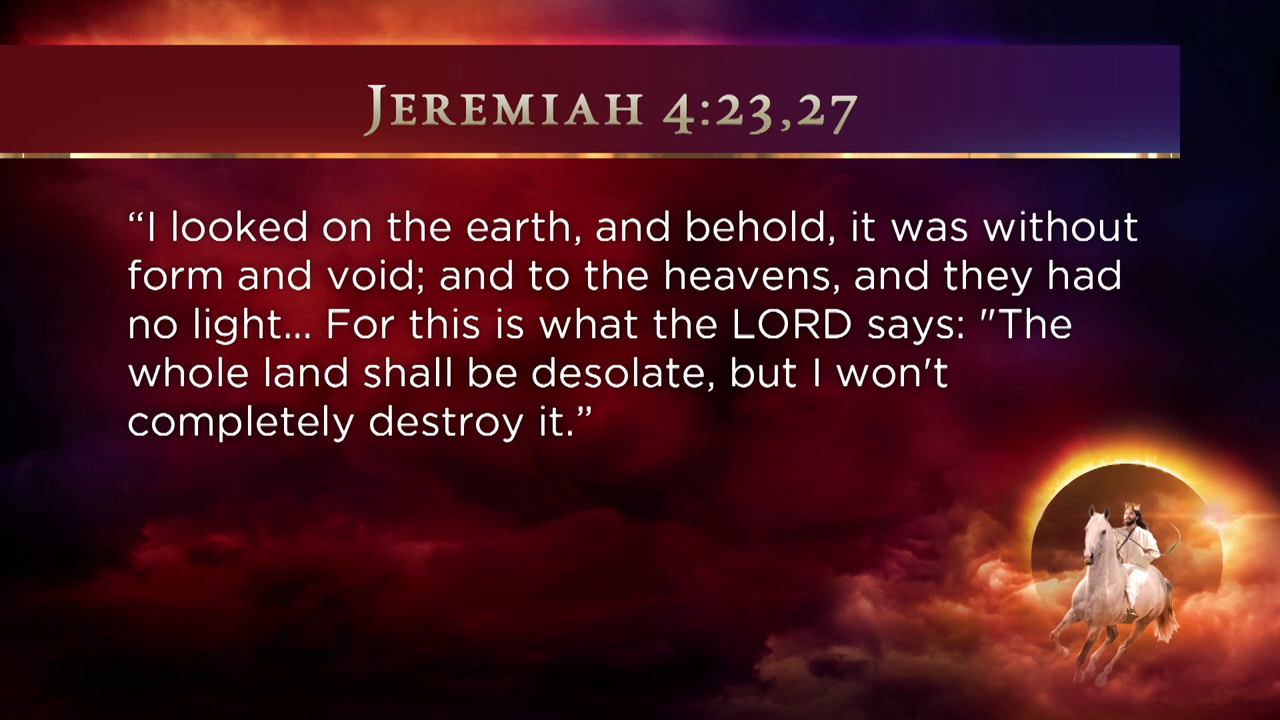 JEREMIAH 4:23,27
“I looked on the earth, and behold, it was without
form and void; and to the heavens, and they had
no light... For this is what the LORD says: "The
whole land shall be desolate, but I won't
completely destroy it.”